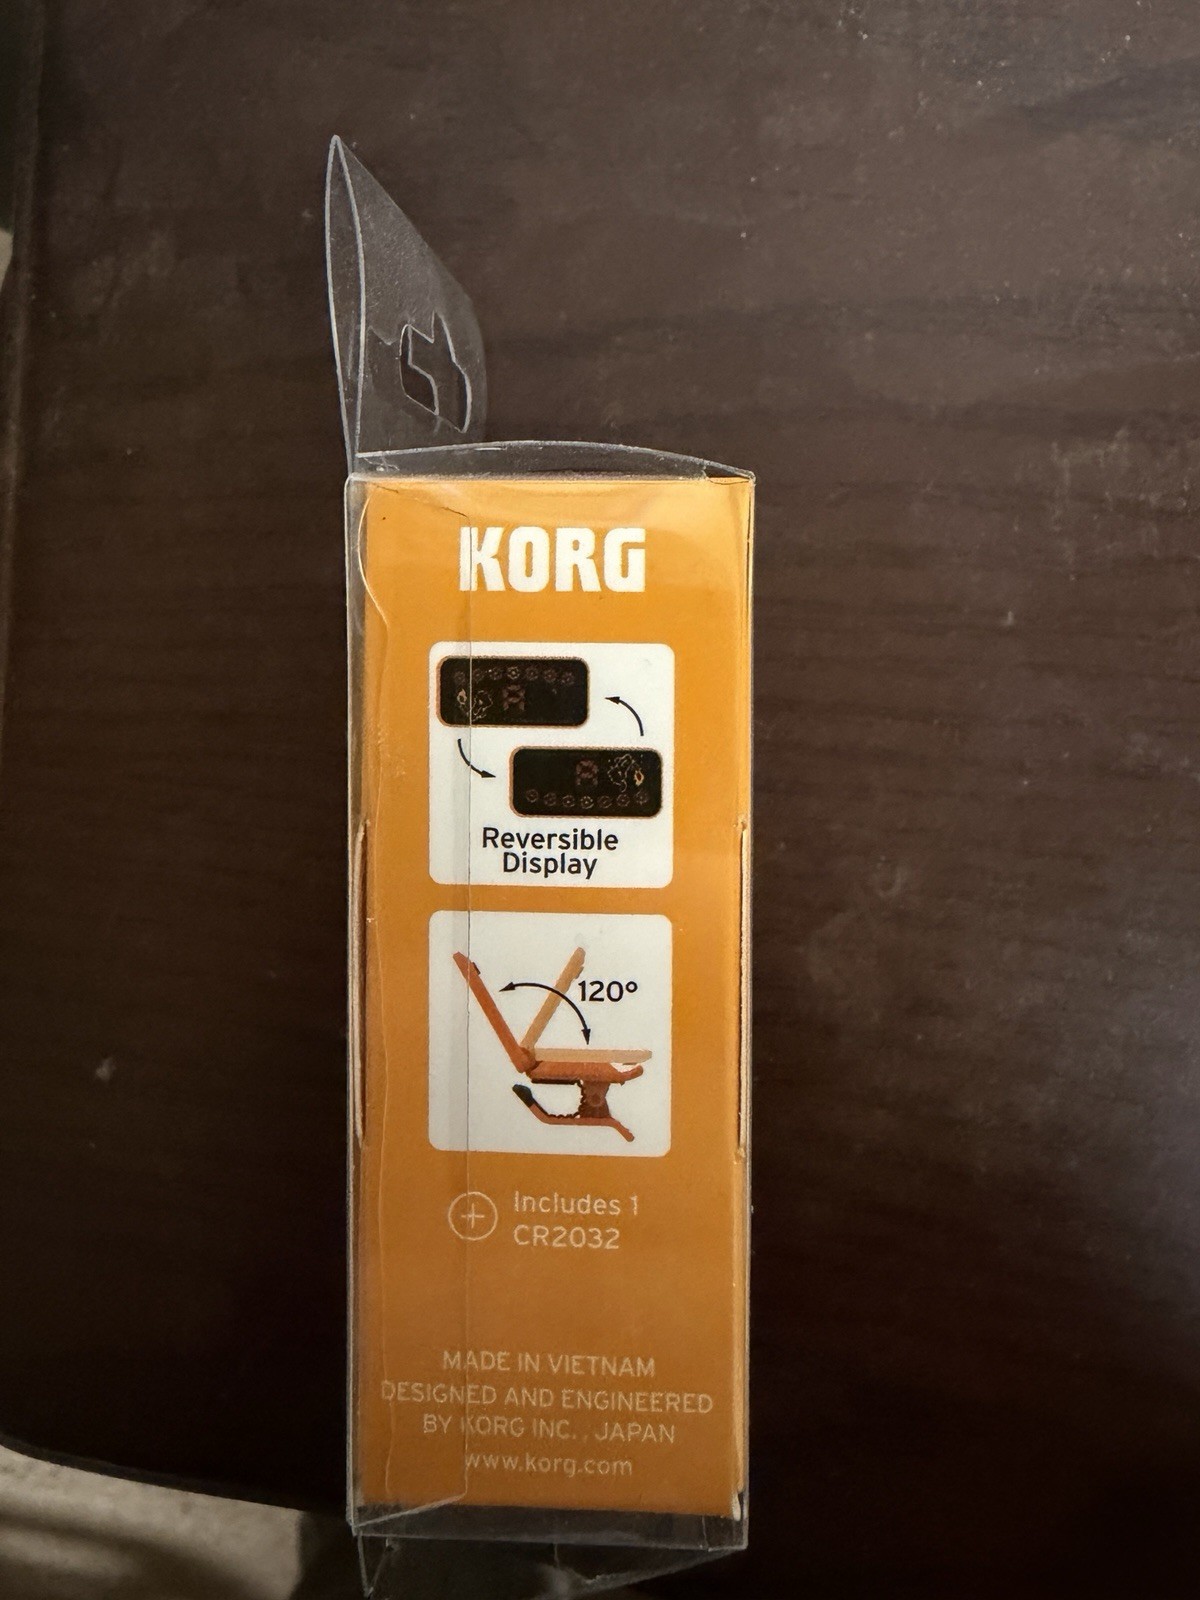 KORG
A
A
Reversible
Display
120°
Includes 1
CR2032
MADE IN VIETNAM
DESIGNED AND ENGINEERED
BY KORG INC., JAPAN
www.korg.com